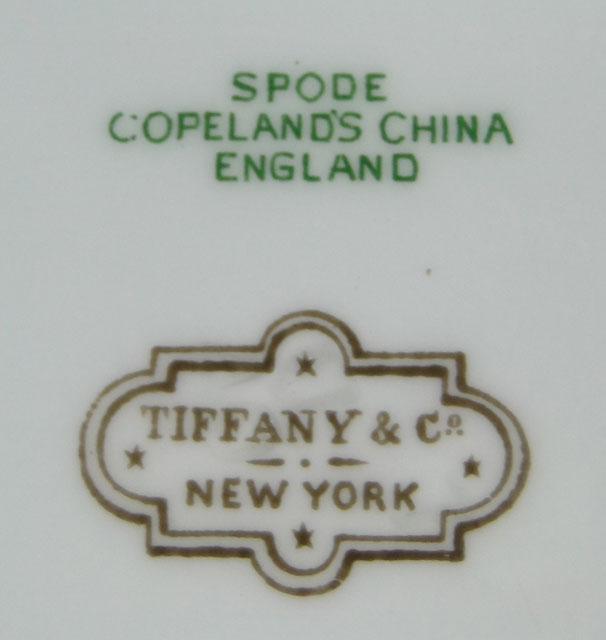 SPODE
COPELAND'S CHINA
ENGLAND
TIFFANY & Co.
NEW YORK